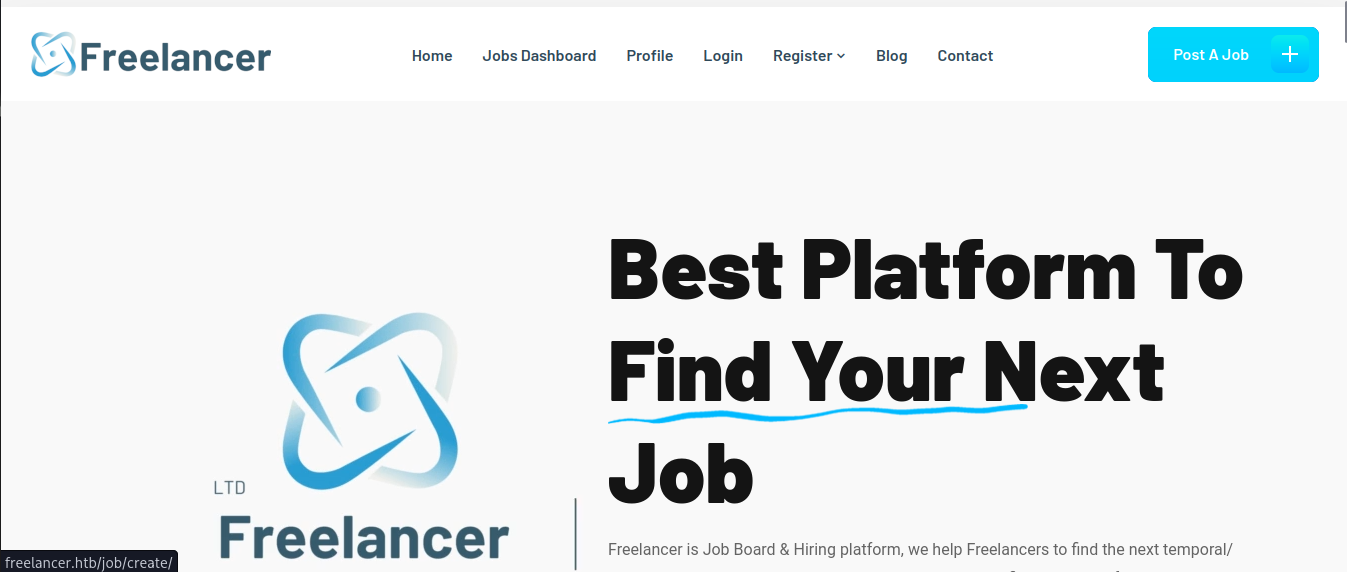 Freelancer
Home Jobs Dashboard Profile Login Register Blog Contact
Post A Job
Best Platform To
Find Your Next
Job
LTD
Freelancer
Freelancer is Job Board & Hiring platform, we help Freelancers to find the next temporal/
freelancer.htb/job/create/